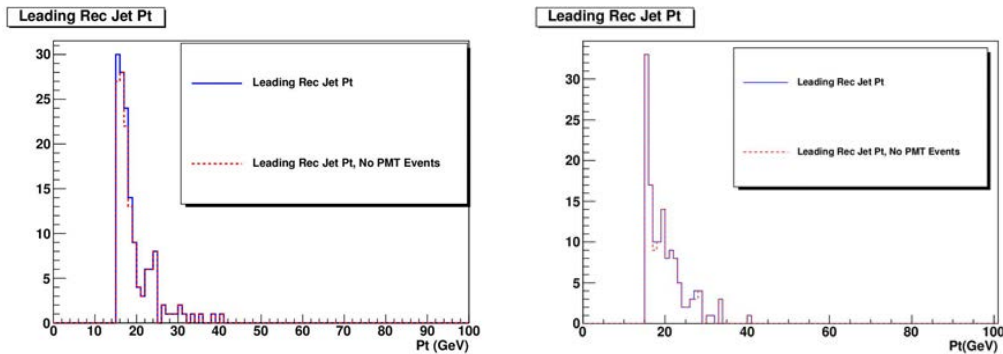 Leading Rec Jet Pt
30
25
20
15
10
5
0
0 10 20 30 40 50 60 70 80 90 100
Pt (GeV)
Leading Rec Jet Pt
Leading Rec Jet Pt, No PMT Events
Leading Rec Jet Pt
30
25
20
15
10
5
0
0 20 40 60 80 100
Pt(GeV)
Leading Rec Jet Pt
Leading Rec Jet Pt, No PMT Events